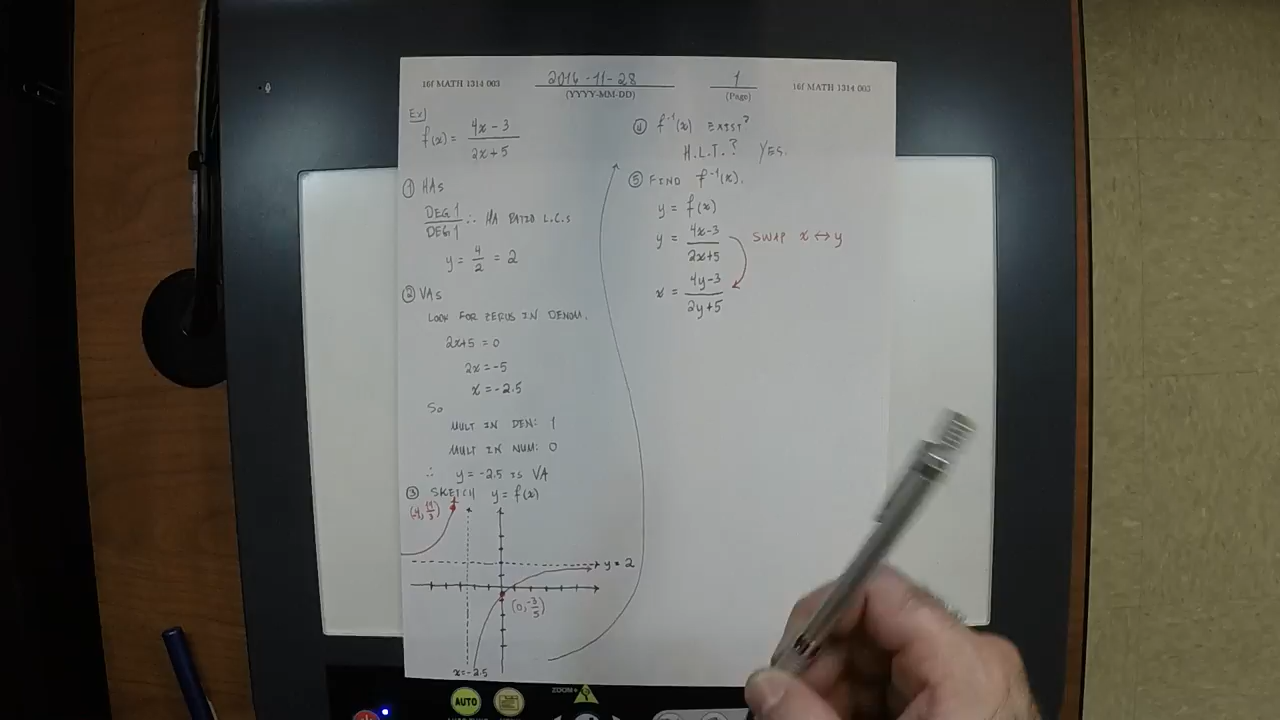 16f MATH 1314 003
2016-11-28
(YYYY-MM-DD)
1
(Page)
16f MATH 1314 003
Ex)
f(x) = 4x-3 / 2x+5
① HAs
DEG 1 / DEG 1 ∴ HA RATIO L.C.s
y = 4/2 = 2
② VAs
LOOK FOR ZEROS IN DENOM.
2x+5 = 0
2x = -5
x = -2.5
So
MULT IN DEN: 1
MULT IN NUM: 0
∴ y = -2.5 IS VA
③ SKETCH y = f(x)
y = 2
(0, -3/5)
x = -2.5
④ f⁻¹(x) EXIST?
H.L.T.? YES.
⑤ FIND f⁻¹(x).
y = f(x)
y = 4x-3 / 2x+5
SWAP x ↔ y
x = 4y-3 / 2y+5
AUTO
ZOOM+